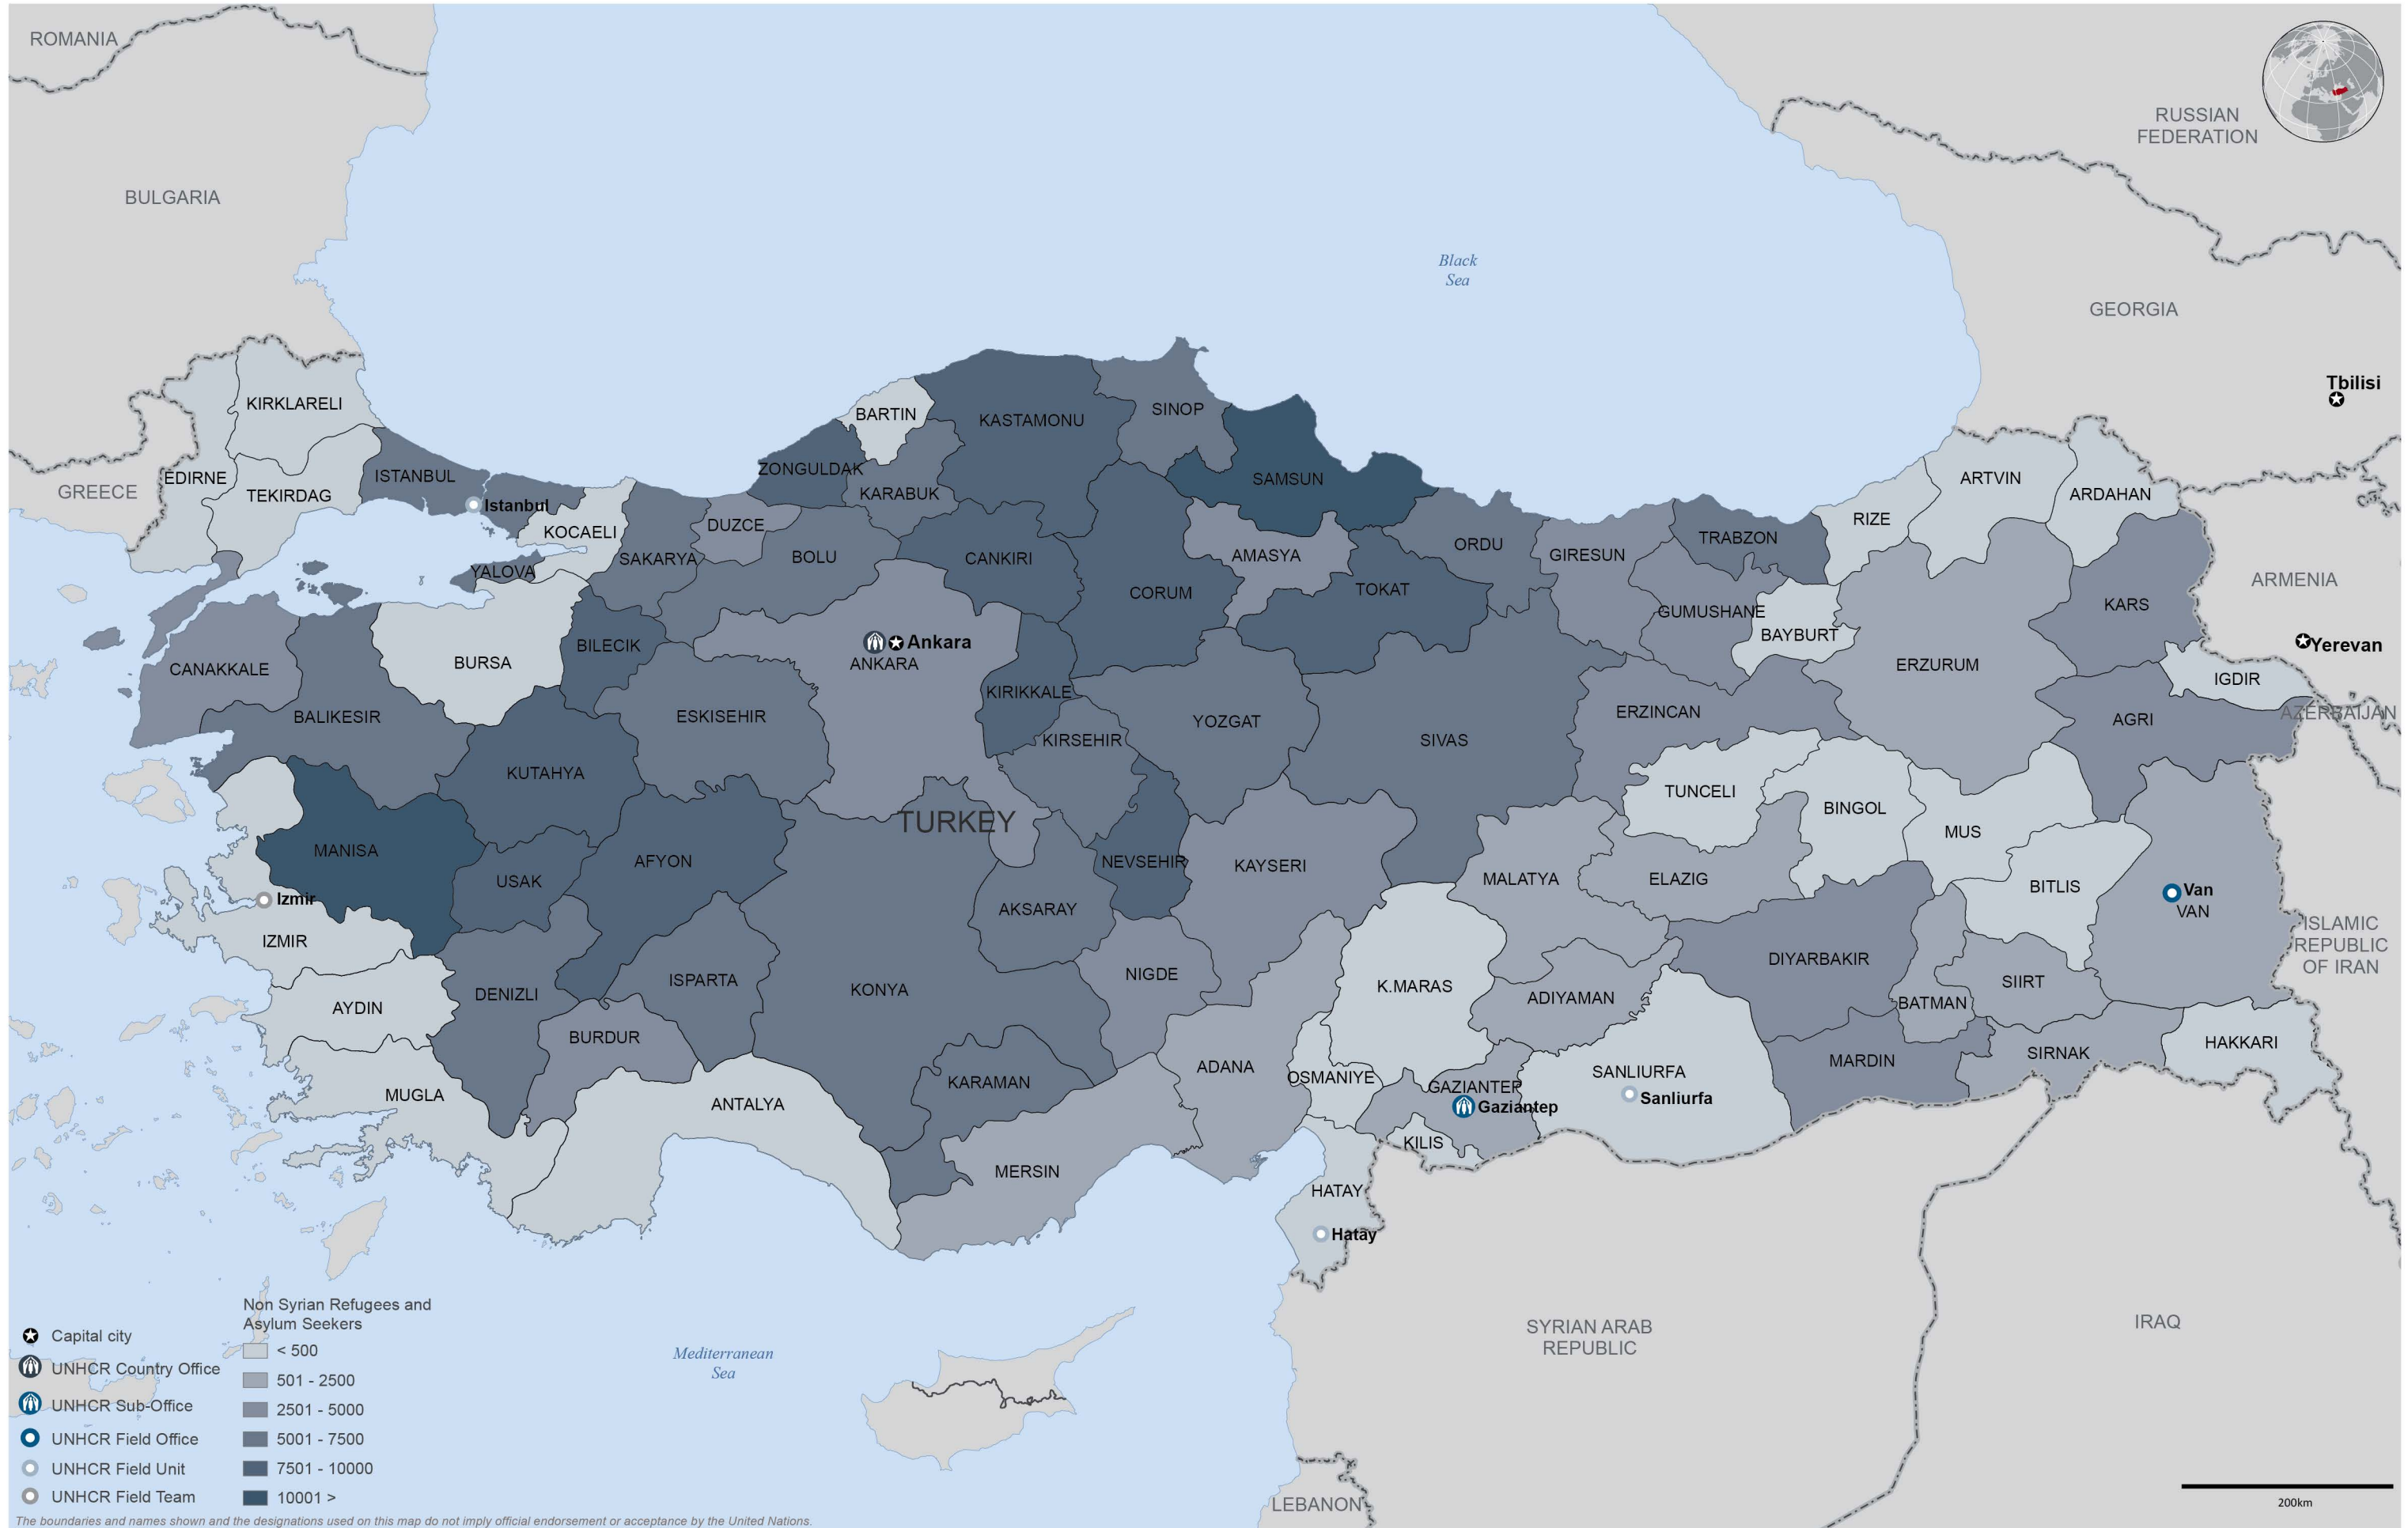 ROMANIA
RUSSIAN
FEDERATION
BULGARIA
Black
Sea
GEORGIA
Tbilisi
KIRKLARELI
BARTIN
SINOP
KASTAMONU
EDIRNE
ISTANBUL
ZONGULDAK
SAMSUN
ARTVIN
GREECE
TEKIRDAG
Istanbul
KARABUK
ARDAHAN
KOCAELI
DUZCE
RIZE
YALOVA
SAKARYA
BOLU
CANKIRI
AMASYA
ORDU
GIRESUN
TRABZON
ARMENIA
CORUM
TOKAT
GUMUSHANE
KARS
BAYBURT
Ankara
ANKARA
BILECIK
Yerevan
CANAKKALE
BURSA
ERZURUM
IGDIR
KIRIKKALE
BALIKESIR
ESKISEHIR
YOZGAT
ERZINCAN
AGRI
AZERBAIJAN
KIRSEHIR
SIVAS
KUTAHYA
TUNCELI
BINGOL
TURKEY
MUS
MANISA
AFYON
NEVSEHIR
KAYSERI
USAK
MALATYA
ELAZIG
BITLIS
Van
VAN
Izmir
AKSARAY
IZMIR
ISLAMIC
REPUBLIC
OF IRAN
DIYARBAKIR
NIGDE
ISPARTA
SIIRT
DENIZLI
KONYA
K.MARAS
ADIYAMAN
BATMAN
AYDIN
BURDUR
HAKKARI
SIRNAK
MARDIN
ADANA
SANLIURFA
OSMANIYE
KARAMAN
GAZIANTEP
MUGLA
ANTALYA
Gaziantep
Sanliurfa
KILIS
MERSIN
HATAY
Hatay
Non Syrian Refugees and
Asylum Seekers
Capital city
< 500
UNHCR Country Office
501 - 2500
UNHCR Sub-Office
2501 - 5000
UNHCR Field Office
5001 - 7500
UNHCR Field Unit
7501 - 10000
UNHCR Field Team
10001 >
Mediterranean
Sea
SYRIAN ARAB
REPUBLIC
IRAQ
LEBANON
200km
The boundaries and names shown and the designations used on this map do not imply official endorsement or acceptance by the United Nations.